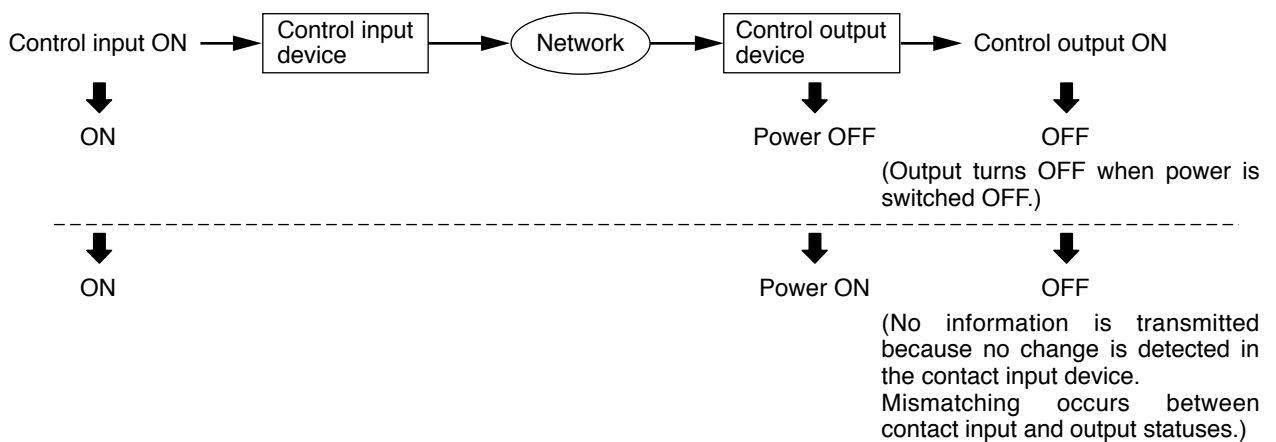 Control input ON
Control input
device
Network
Control output
device
Control output ON
ON
Power OFF
OFF
(Output turns OFF when power is
switched OFF.)
ON
Power ON
OFF
(No information is transmitted
because no change is detected in
the contact input device.
Mismatching occurs between
contact input and output statuses.)